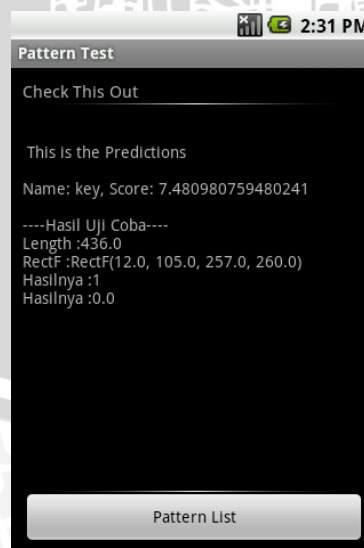 2:31 PM
Pattern Test
Check This Out
This is the Predictions
Name: key, Score: 7.480980759480241
----Hasil Uji Coba----
Length :436.0
RectF :RectF(12.0, 105.0, 257.0, 260.0)
Hasilnya :1
Hasilnya :0.0
Pattern List